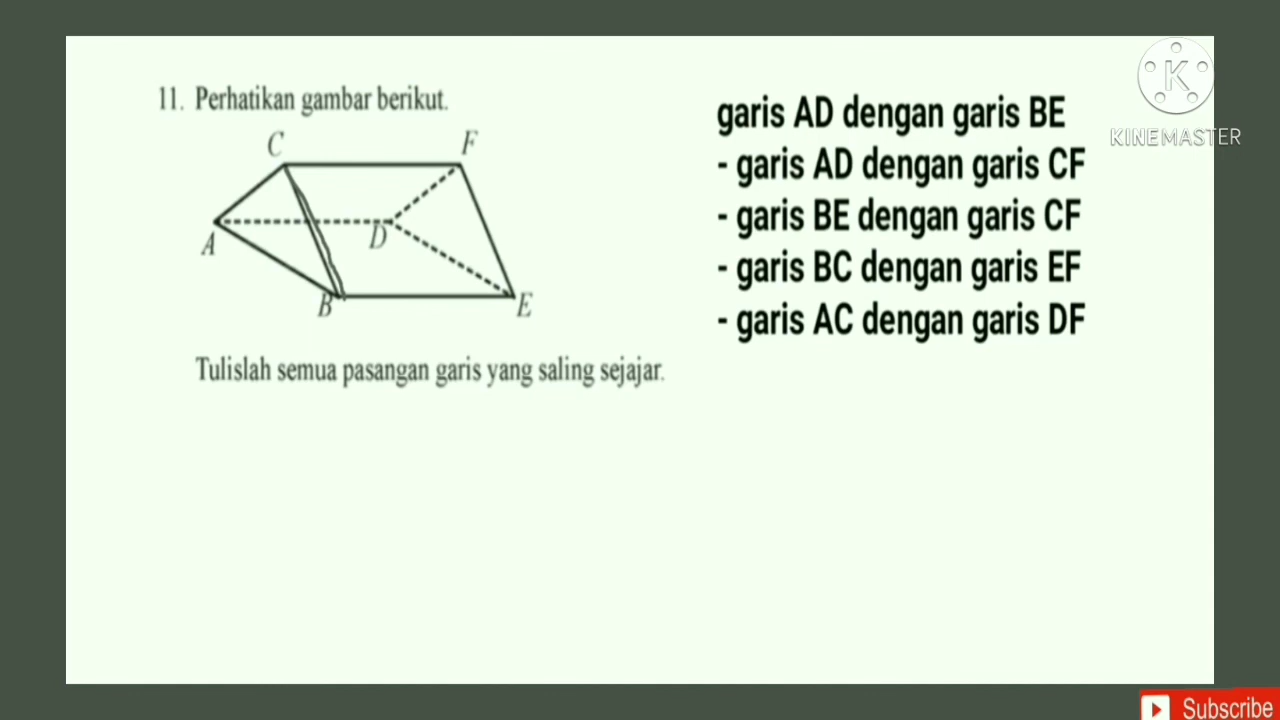 11. Perhatikan gambar berikut.
C
F
A
D
B
E
Tulislah semua pasangan garis yang saling sejajar.
garis AD dengan garis BE
- garis AD dengan garis CF
- garis BE dengan garis CF
- garis BC dengan garis EF
- garis AC dengan garis DF
K
KINEMASTER
Subscribe